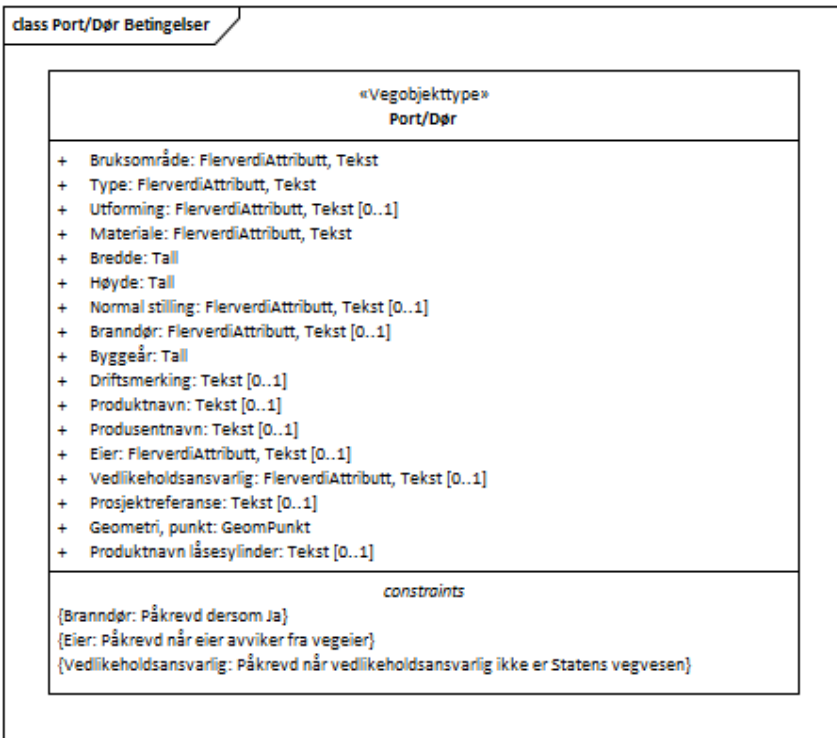 class Port/Dør Betingelser
«Vegobjekttype»
Port/Dør
+ Bruksområde: FlerverdiAttributt, Tekst
+ Type: FlerverdiAttributt, Tekst
+ Utforming: FlerverdiAttributt, Tekst [0..1]
+ Materiale: FlerverdiAttributt, Tekst
+ Bredde: Tall
+ Høyde: Tall
+ Normal stilling: FlerverdiAttributt, Tekst [0..1]
+ Branndør: FlerverdiAttributt, Tekst [0..1]
+ Byggeår: Tall
+ Driftsmerking: Tekst [0..1]
+ Produktnavn: Tekst [0..1]
+ Produsentnavn: Tekst [0..1]
+ Eier: FlerverdiAttributt, Tekst [0..1]
+ Vedlikeholdsansvarlig: FlerverdiAttributt, Tekst [0..1]
+ Prosjektreferanse: Tekst [0..1]
+ Geometri, punkt: GeomPunkt
+ Produktnavn låsesylinder: Tekst [0..1]
constraints
{Branndør: Påkrevd dersom Ja}
{Eier: Påkrevd når eier avviker fra vegeier}
{Vedlikeholdsansvarlig: Påkrevd når vedlikeholdsansvarlig ikke er Statens vegvesen}